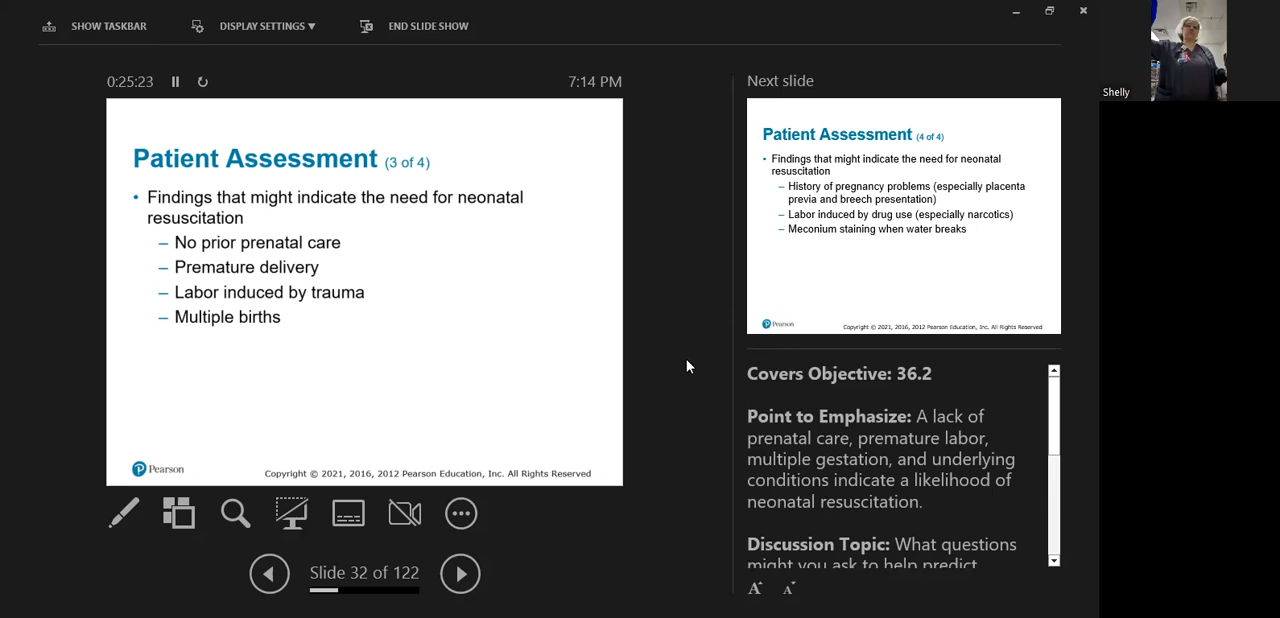 SHOW TASKBAR DISPLAY SETTINGS ▼ END SLIDE SHOW
0:25:23 7:14 PM
Patient Assessment (3 of 4)
• Findings that might indicate the need for neonatal
resuscitation
– No prior prenatal care
– Premature delivery
– Labor induced by trauma
– Multiple births
Pearson
Copyright © 2021, 2016, 2012 Pearson Education, Inc. All Rights Reserved
Slide 32 of 122
Next slide
Patient Assessment (4 of 4)
• Findings that might indicate the need for neonatal
resuscitation
– History of pregnancy problems (especially placenta
previa and breech presentation)
– Labor induced by drug use (especially narcotics)
– Meconium staining when water breaks
Pearson
Copyright © 2021, 2016, 2012 Pearson Education, Inc. All Rights Reserved
Covers Objective: 36.2
Point to Emphasize: A lack of
prenatal care, premature labor,
multiple gestation, and underlying
conditions indicate a likelihood of
neonatal resuscitation.
Discussion Topic: What questions
might you ask to help predict
A A
Shelly